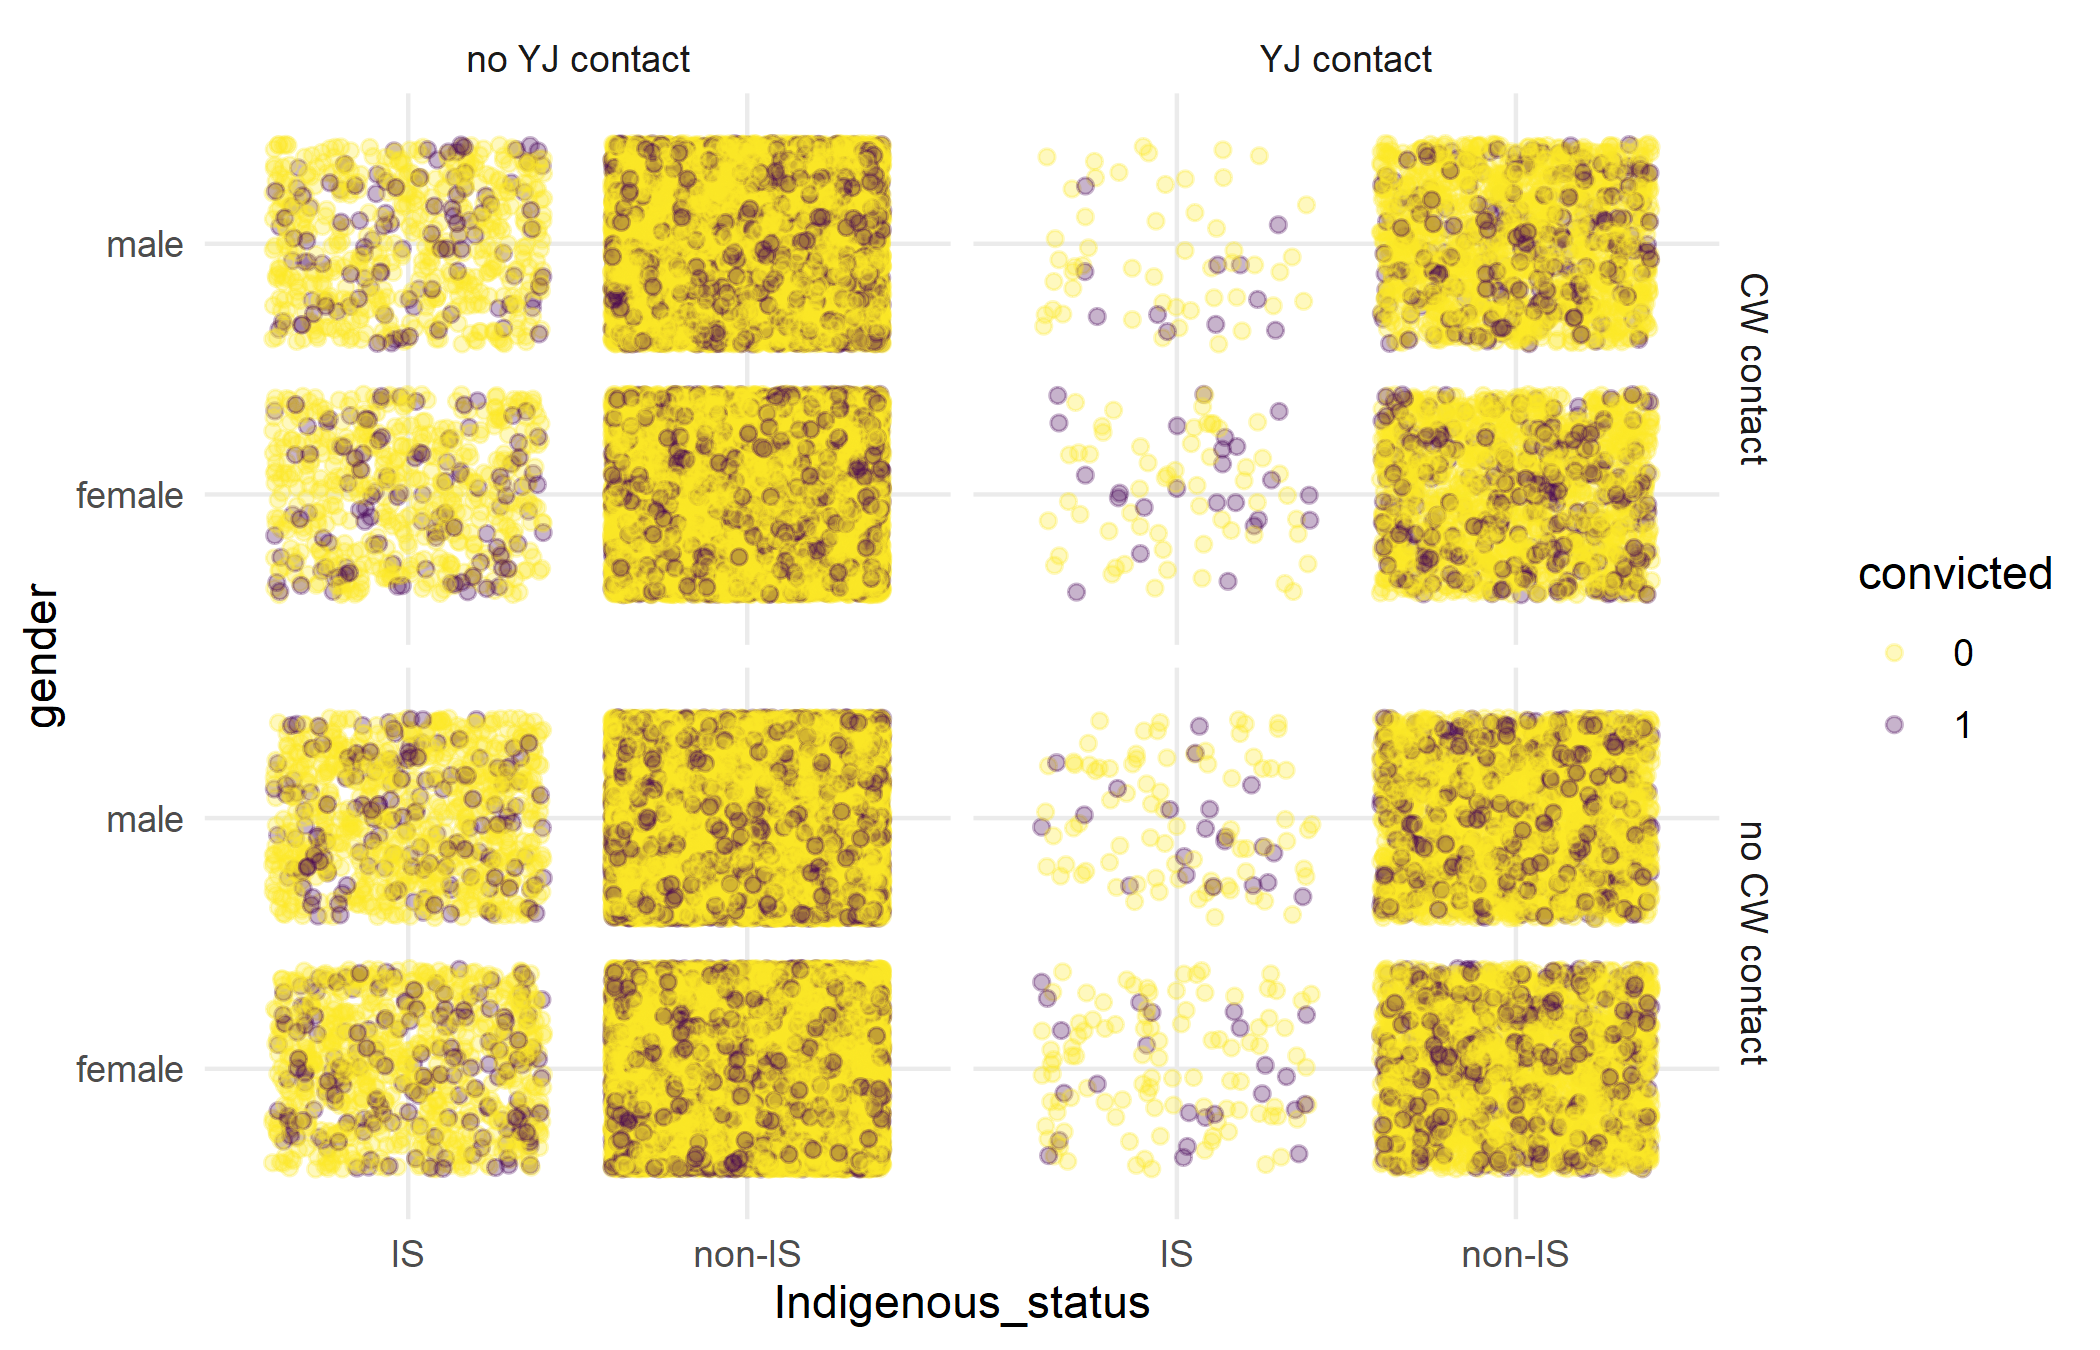 no YJ contact
YJ contact
male
female
CW contact
male
female
no CW contact
gender
IS
non-IS
IS
non-IS
Indigenous_status
convicted
0
1